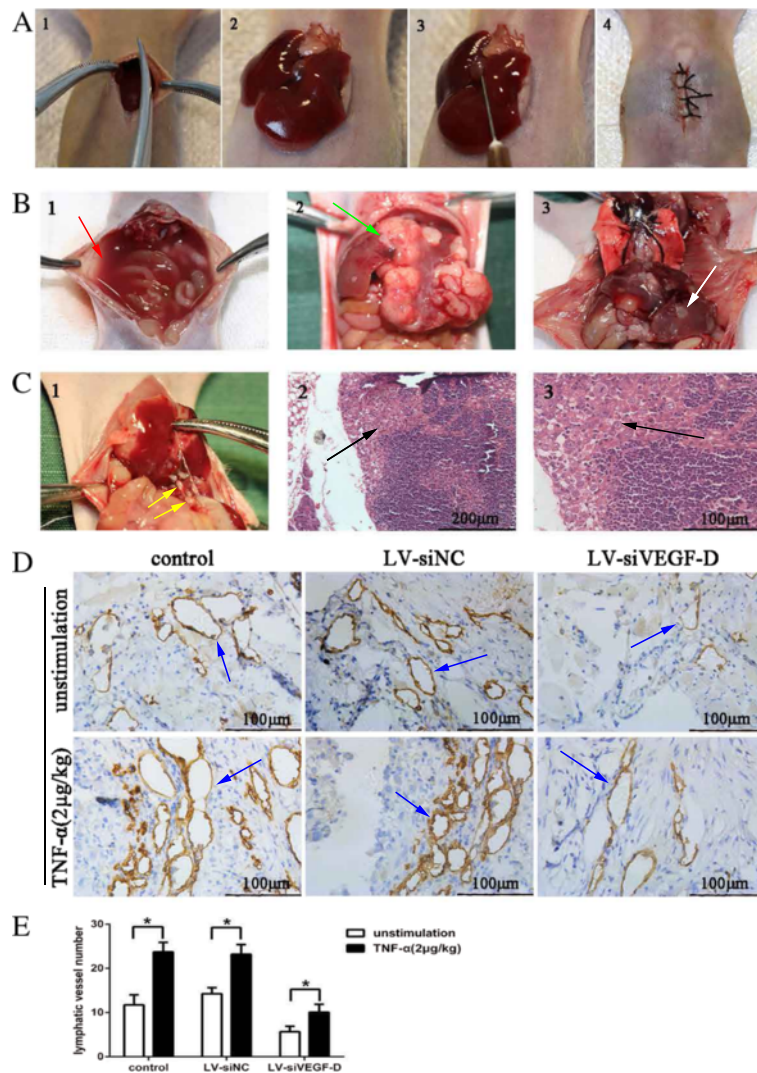 A
1
2
3
4
B
1
2
3
C
1
2
3
200μm
100μm
D
control
LV-siNC
LV-siVEGF-D
unstimulation
100μm
100μm
100μm
TNF-α(2μg/kg)
100μm
100μm
100μm
E
lymphatic vessel number
30
20
10
0
*
*
*
unstimulation
TNF-α(2μg/kg)
control
LV-siNC
LV-siVEGF-D